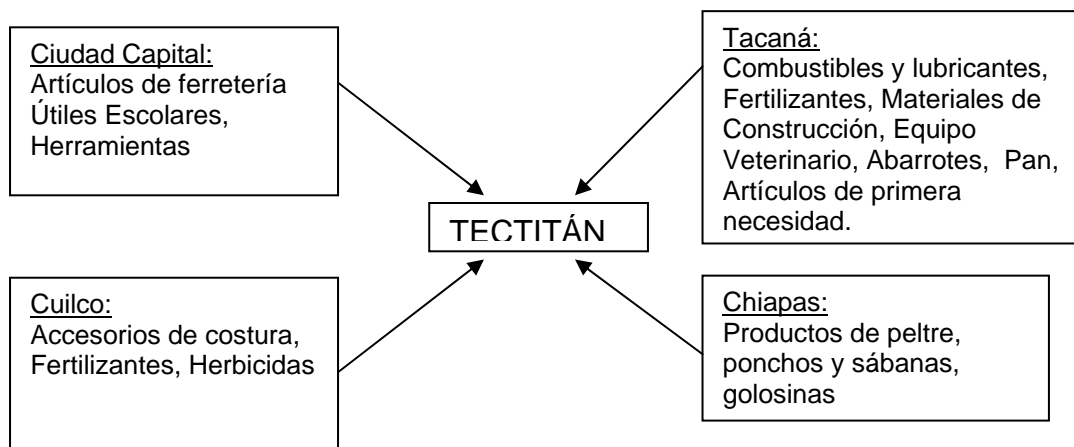 Ciudad Capital:
Artículos de ferretería
Útiles Escolares,
Herramientas
Tacaná:
Combustibles y lubricantes,
Fertilizantes, Materiales de
Construcción, Equipo
Veterinario, Abarrotes, Pan,
Artículos de primera
necesidad.
TECTITÁN
Cuilco:
Accesorios de costura,
Fertilizantes, Herbicidas
Chiapas:
Productos de peltre,
ponchos y sábanas,
golosinas